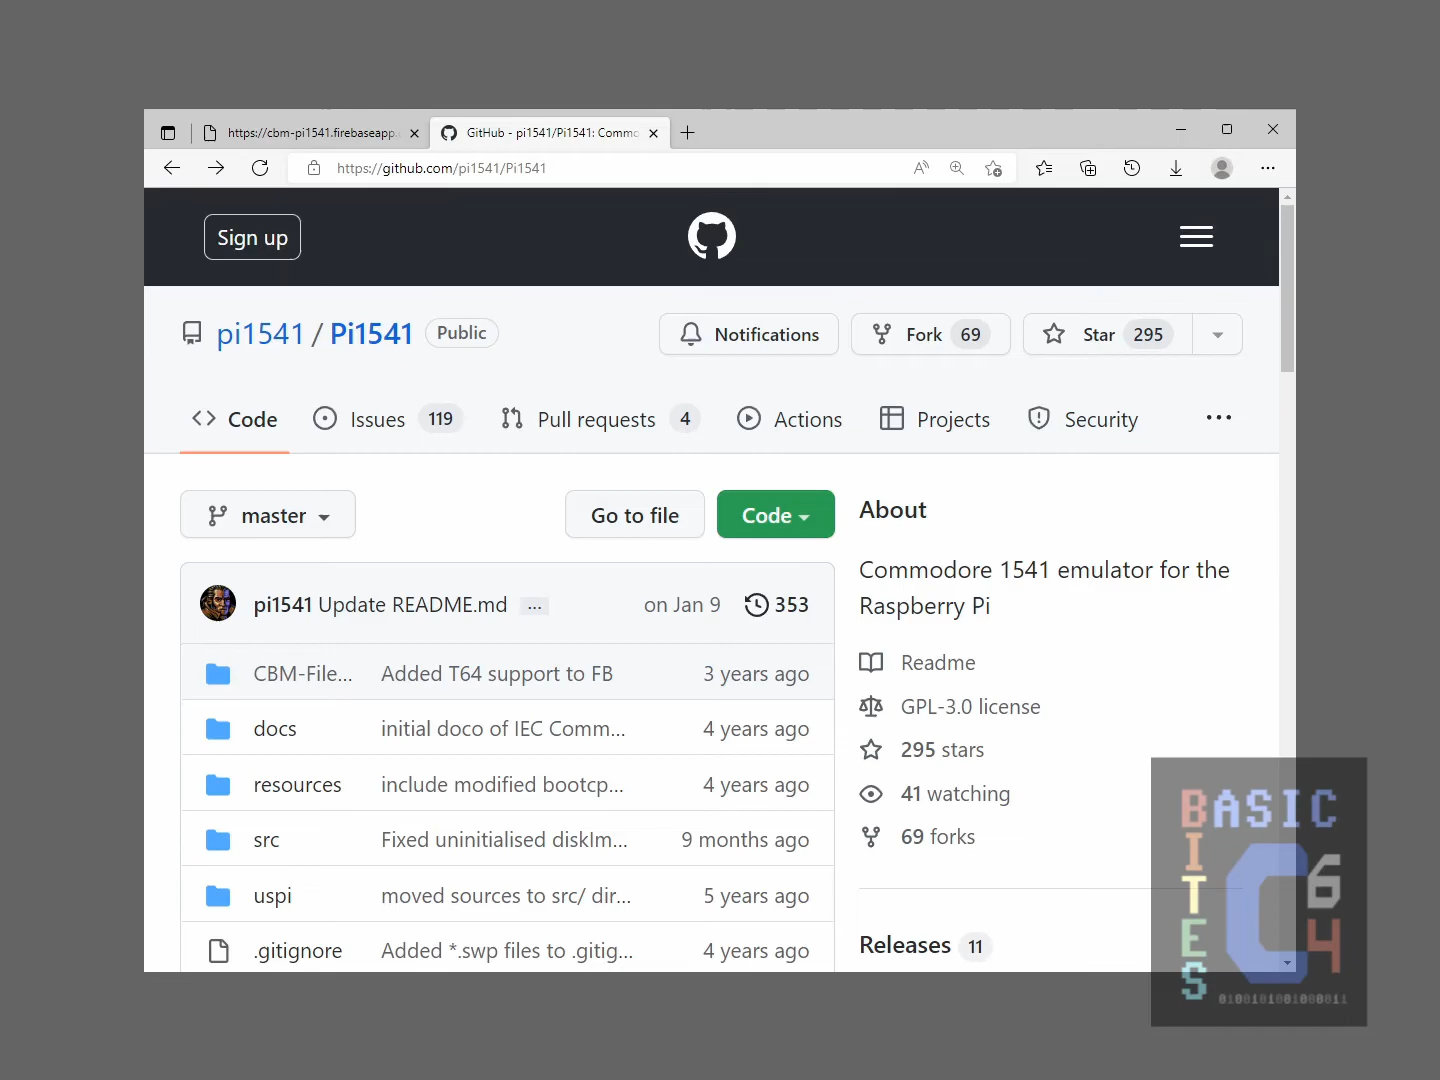 https://cbm-pi1541.firebaseapp.
GitHub - pi1541/Pi1541: Commo
https://github.com/pi1541/Pi1541
Sign up
pi1541 / Pi1541 Public
Notifications
Fork 69
Star 295
Code
Issues 119
Pull requests 4
Actions
Projects
Security
master
Go to file
Code
pi1541 Update README.md ... on Jan 9 353
CBM-File... Added T64 support to FB 3 years ago
docs initial doco of IEC Comm... 4 years ago
resources include modified bootcp... 4 years ago
src Fixed uninitialised diskIm... 9 months ago
uspi moved sources to src/ dir... 5 years ago
.gitignore Added *.swp files to .gitig... 4 years ago
About
Commodore 1541 emulator for the
Raspberry Pi
Readme
GPL-3.0 license
295 stars
41 watching
69 forks
Releases 11
BASIC
BITES
C64
0100101001000011